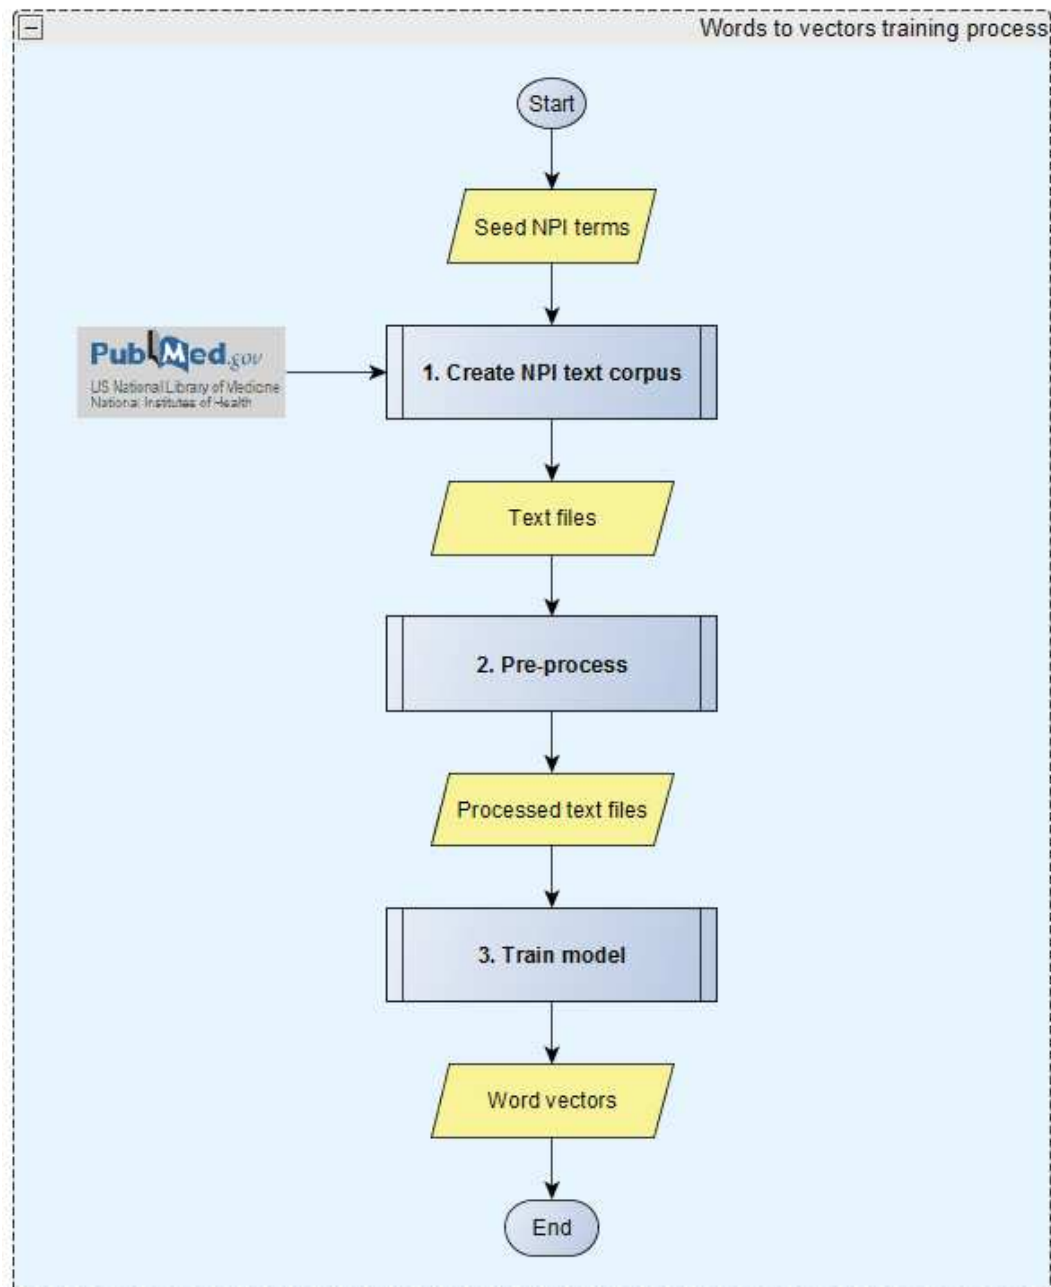 Words to vectors training process
Start
Seed NPI terms
PubMed.gov
US National Library of Medicine
National Institutes of Health
1. Create NPI text corpus
Text files
2. Pre-process
Processed text files
3. Train model
Word vectors
End